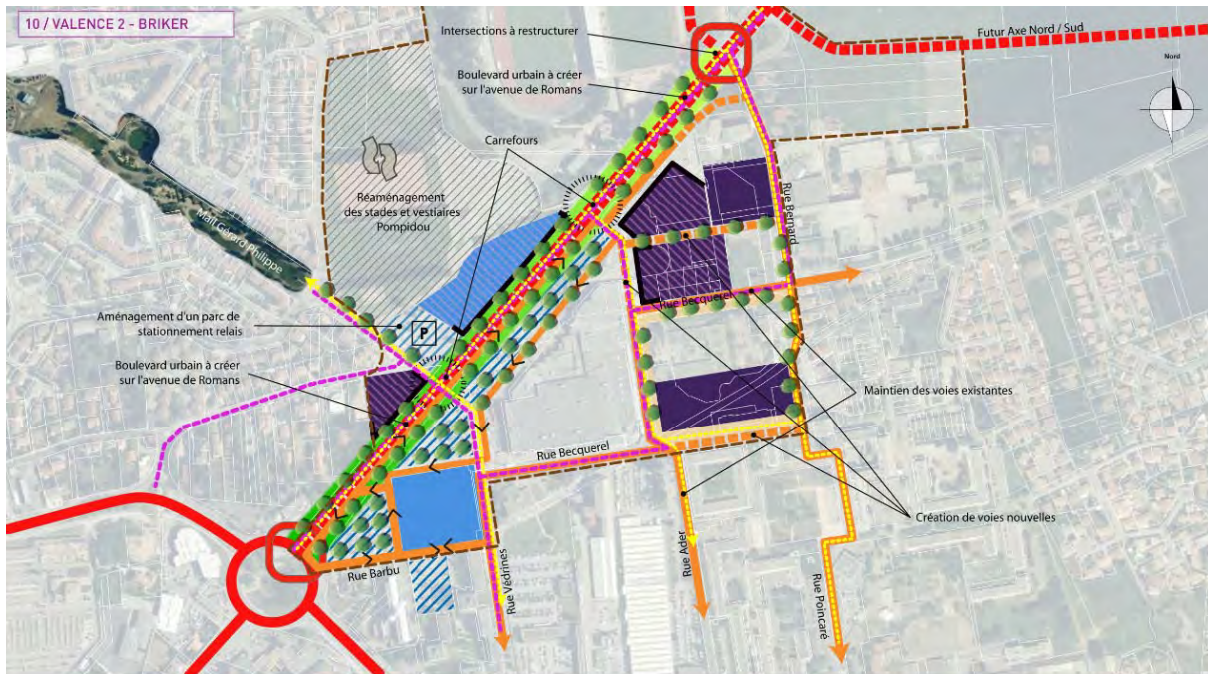 10 / VALENCE 2 - BRIKER
Intersections à restructurer
Futur Axe Nord / Sud
Nord
Boulevard urbain à créer
sur l'avenue de Romans
Carrefours
Réaménagement
des stades et vestiaires
Pompidou
Rue Bernard
Mail Gérard Philippe
Rue Becquerel
Aménagement d'un parc de
stationnement relais
P
Boulevard urbain à créer
sur l'avenue de Romans
Maintien des voies existantes
Rue Becquerel
Création de voies nouvelles
Rue Barbu
Rue Védrines
Rue Ader
Rue Poincaré